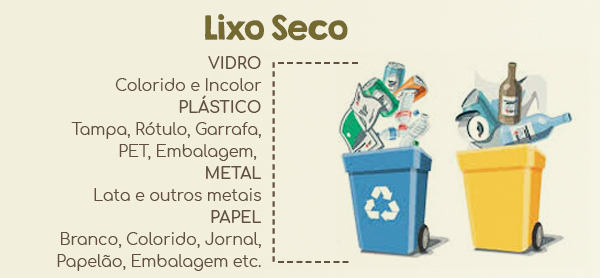 Lixo Seco
VIDRO
Colorido e Incolor
PLÁSTICO
Tampa, Rótulo, Garrafa,
PET, Embalagem,
METAL
Lata e outros metais
PAPEL
Branco, Colorido, Jornal,
Papelão, Embalagem etc.